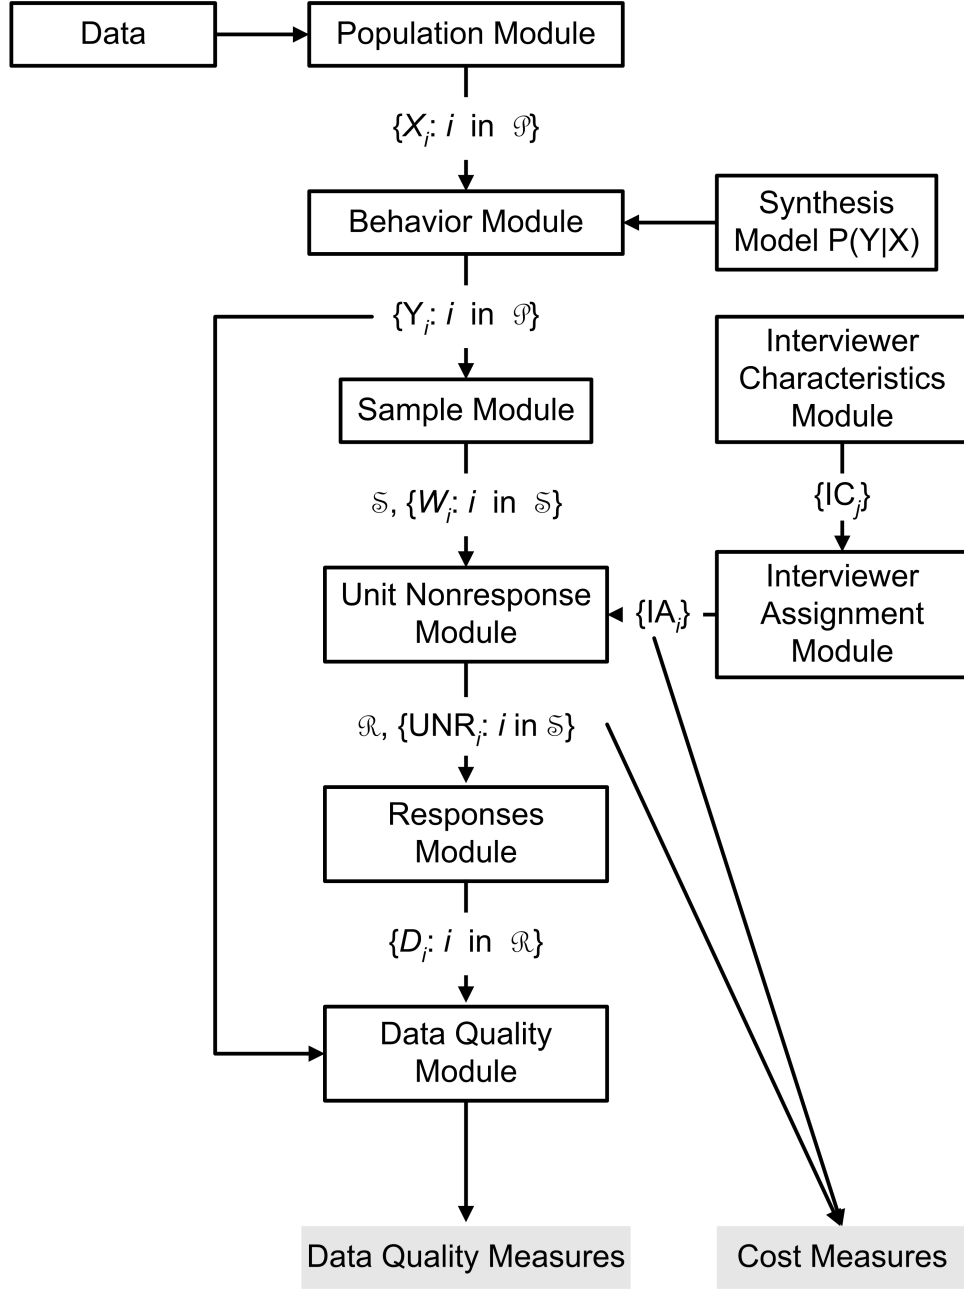 Data
Population Module
{Xᵢ: i in 𝒫}
Behavior Module
Synthesis
Model P(Y|X)
{Yᵢ: i in 𝒫}
Interviewer
Characteristics
Module
Sample Module
{ICⱼ}
𝕊, {Wᵢ: i in 𝕊}
Unit Nonresponse
Module
{IAᵢ}
Interviewer
Assignment
Module
ℛ, {UNRᵢ: i in 𝕊}
Responses
Module
{Dᵢ: i in ℛ}
Data Quality
Module
Data Quality Measures
Cost Measures